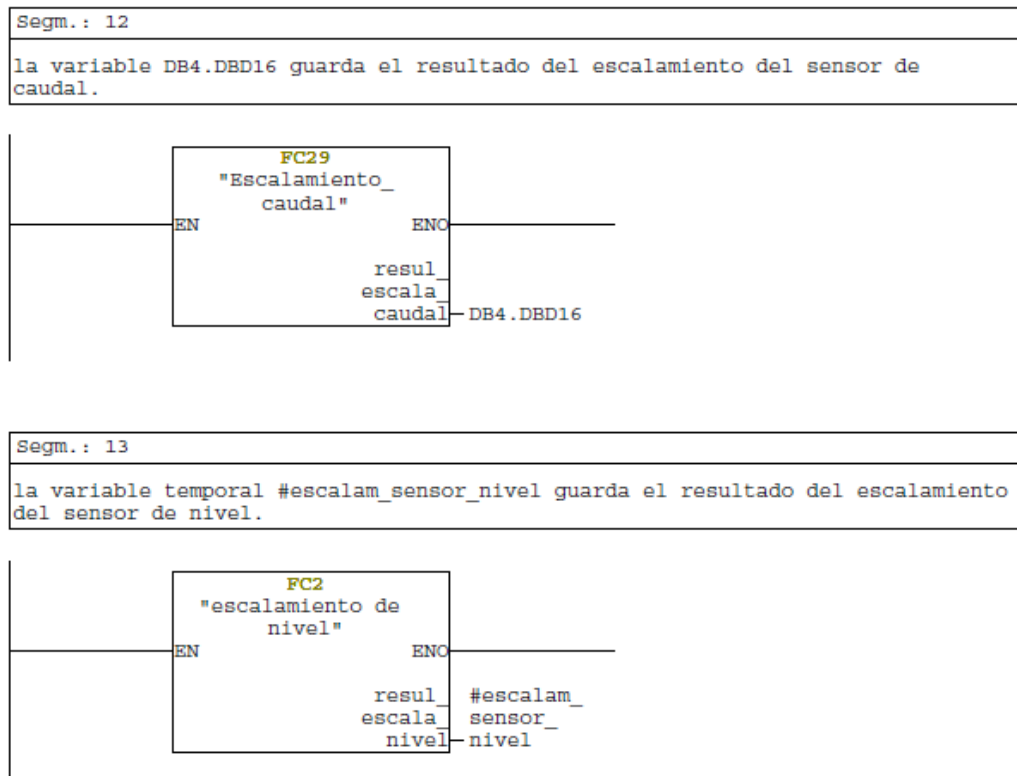 Segm.: 12
la variable DB4.DBD16 guarda el resultado del escalamiento del sensor de
caudal.
FC29
"Escalamiento_
caudal"
EN ENO
resul_
escala_
caudal DB4.DBD16
Segm.: 13
la variable temporal #escalam_sensor_nivel guarda el resultado del escalamiento
del sensor de nivel.
FC2
"escalamiento de
nivel"
EN ENO
resul_ #escalam_
escala_ sensor_
nivel nivel